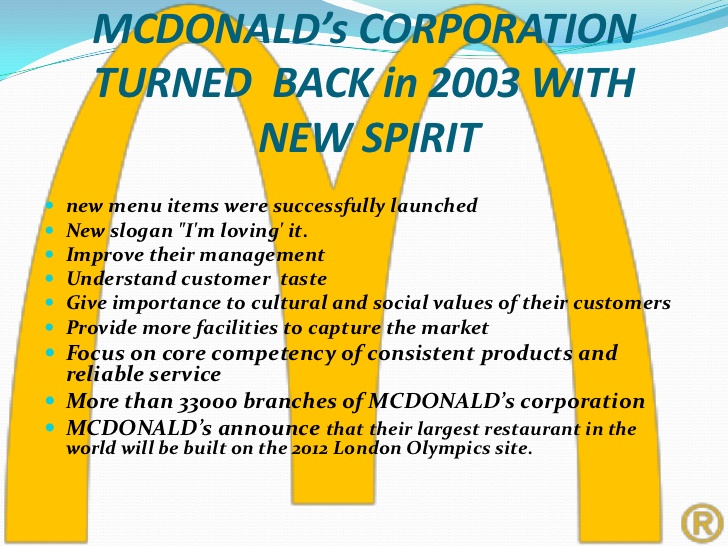 MCDONALD’s CORPORATION
TURNED BACK in 2003 WITH
NEW SPIRIT
new menu items were successfully launched
New slogan "I'm loving' it.
Improve their management
Understand customer taste
Give importance to cultural and social values of their customers
Provide more facilities to capture the market
Focus on core competency of consistent products and
reliable service
More than 33000 branches of MCDONALD’s corporation
MCDONALD’s announce that their largest restaurant in the
world will be built on the 2012 London Olympics site.
®